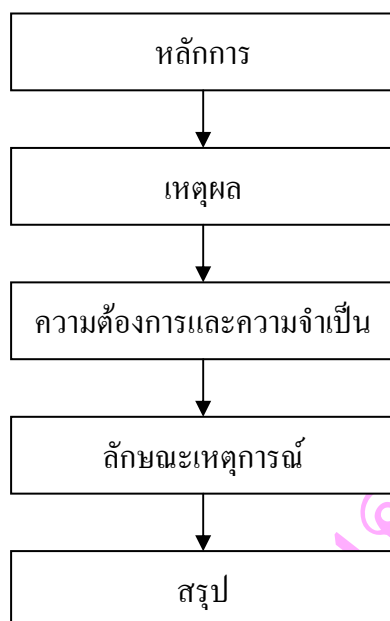 หลักการ
เหตุผล
ความต้องการและความจำเป็น
ลักษณะเหตุการณ์
สรุป